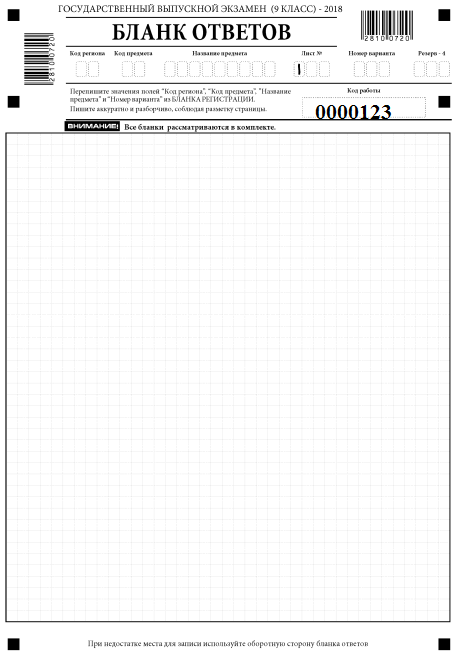 ГОСУДАРСТВЕННЫЙ ВЫПУСКНОЙ ЭКЗАМЕН (9 КЛАСС) - 2018
БЛАНК ОТВЕТОВ
2810 0720
2810 0720
Код региона Код предмета Название предмета Лист № Номер варианта Резерв - 4
1
Перепишите значения полей "Код региона", "Код предмета", "Название
предмета" и "Номер варианта" из БЛАНКА РЕГИСТРАЦИИ.
Пишите аккуратно и разборчиво, соблюдая разметку страницы.
Код работы
0000123
ВНИМАНИЕ! Все бланки рассматриваются в комплекте.
При недостатке места для записи используйте оборотную сторону бланка ответов